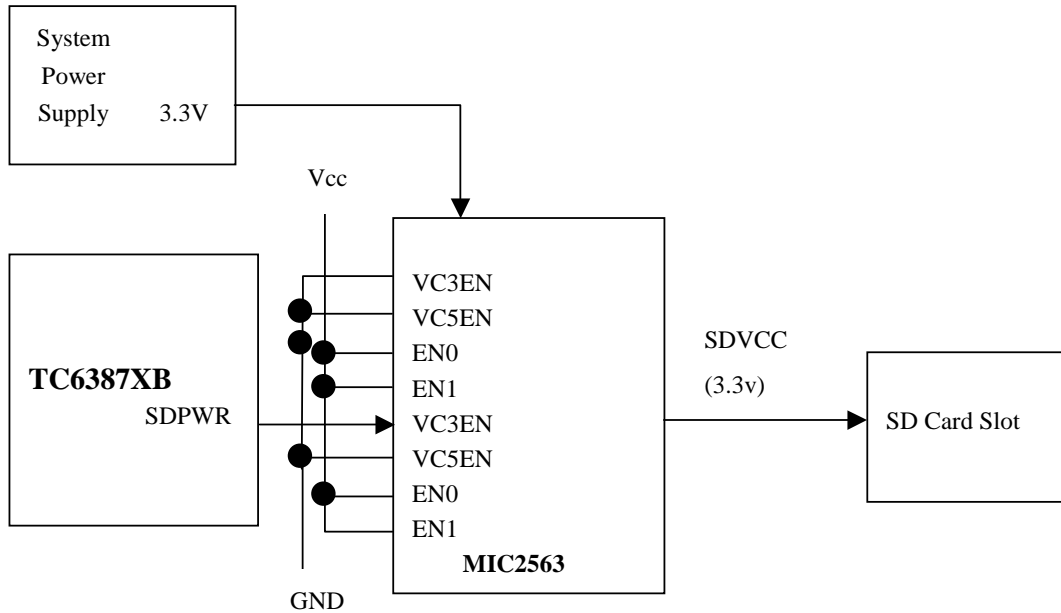 System
Power
Supply 3.3V
Vcc
VC3EN
VC5EN
EN0
EN1
VC3EN
VC5EN
EN0
EN1
MIC2563
TC6387XB
SDPWR
GND
SDVCC
(3.3v)
SD Card Slot